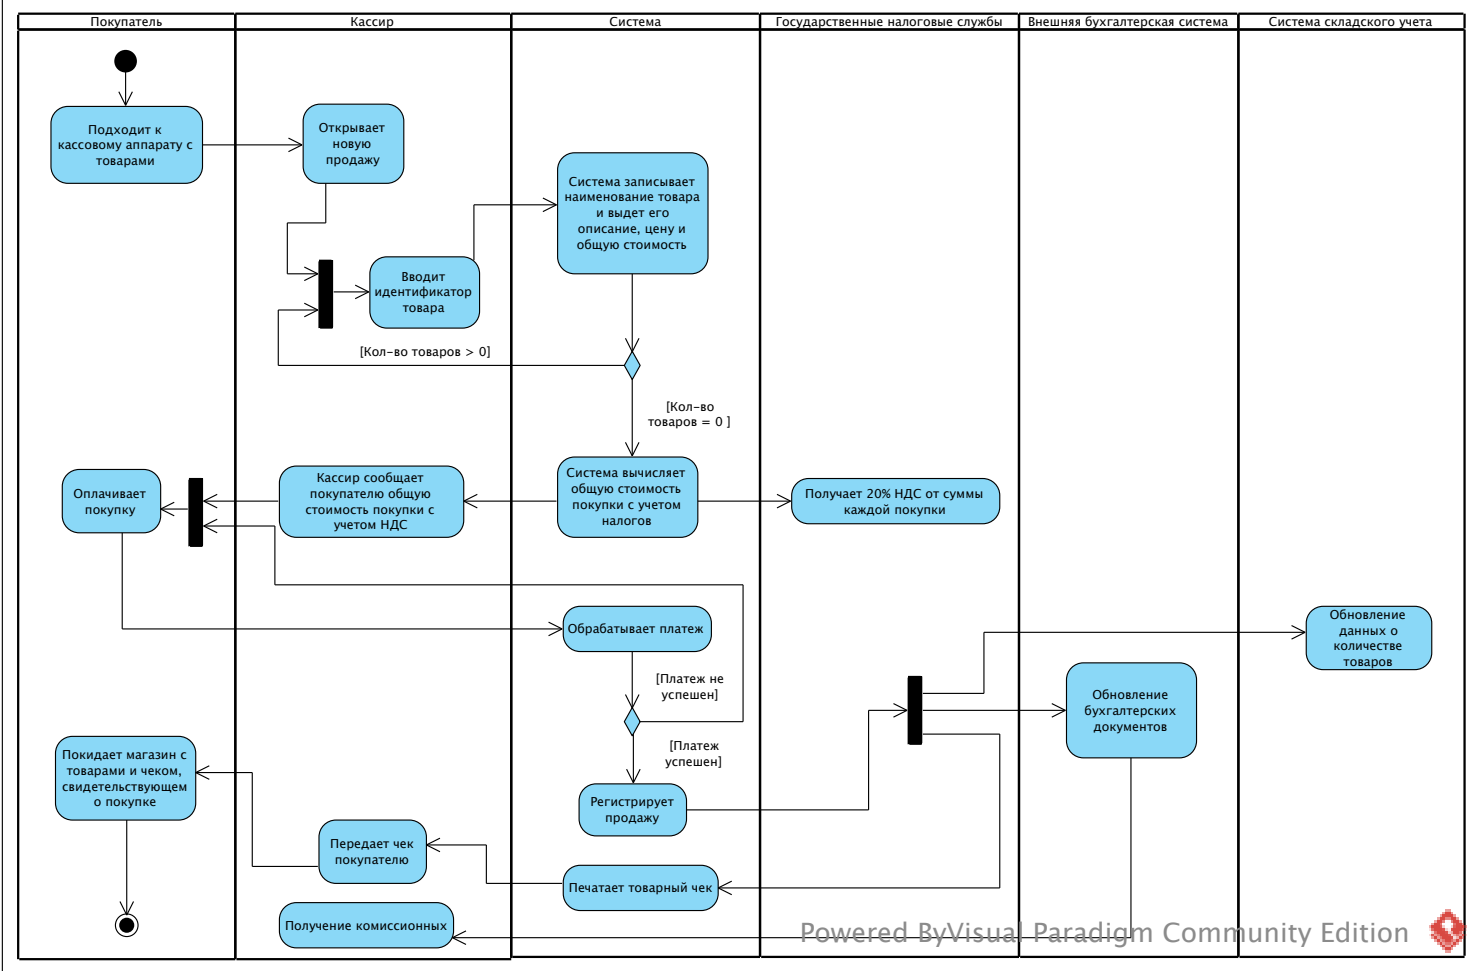 Покупатель
Кассир
Система
Государственные налоговые службы
Внешняя бухгалтерская система
Система складского учета
Подходит к
кассовому аппарату с
товарами
Открывает
новую
продажу
Система записывает
наименование товара
и выдет его
описание, цену и
общую стоимость
Вводит
идентификатор
товара
[Кол-во товаров > 0]
[Кол-во
товаров = 0 ]
Оплачивает
покупку
Кассир сообщает
покупателю общую
стоимость покупки с
учетом НДС
Система вычисляет
общую стоимость
покупки с учетом
налогов
Получает 20% НДС от суммы
каждой покупки
Обрабатывает платеж
Обновление
данных о
количестве
товаров
[Платеж не
успешен]
Обновление
бухгалтерских
документов
[Платеж
успешен]
Покидает магазин с
товарами и чеком,
свидетельствующем
о покупке
Регистрирует
продажу
Передает чек
покупателю
Печатает товарный чек
Получение комиссионных
Powered ByVisual Paradigm Community Edition